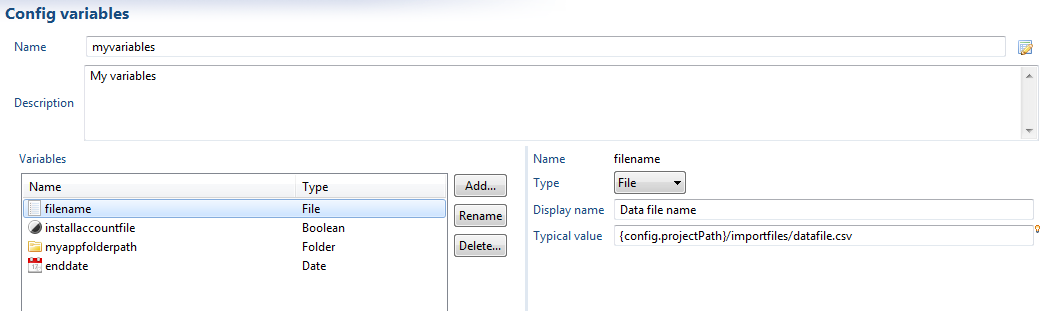 Config variables
Name myvariables
Description My variables
Variables
Name Type
filename File
installaccountfile Boolean
myappfolderpath Folder
enddate Date
Add...
Rename
Delete...
Name filename
Type File
Display name Data file name
Typical value {config.projectPath}/importfiles/datafile.csv